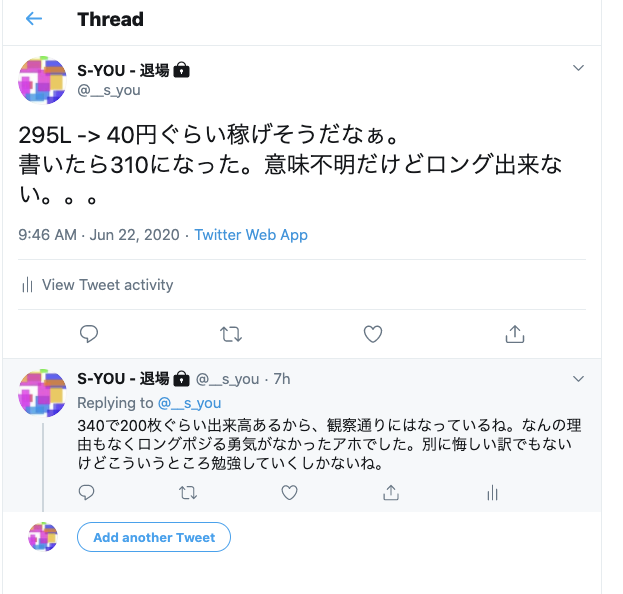 Thread
S-YOU - 退場
@__s_you
295L -> 40円ぐらい稼げそうだなぁ。
書いたら310になった。意味不明だけどロング出来な
い。。。
9:46 AM · Jun 22, 2020 · Twitter Web App
View Tweet activity
S-YOU - 退場 @__s_you · 7h
Replying to @__s_you
340で200枚ぐらい出来高あるから、観察通りにはなっているね。なんの理
由もなくロングポジる勇気がなかったアホでした。別に悔しい訳でもない
けどこういうところ勉強していくしかないね。
Add another Tweet